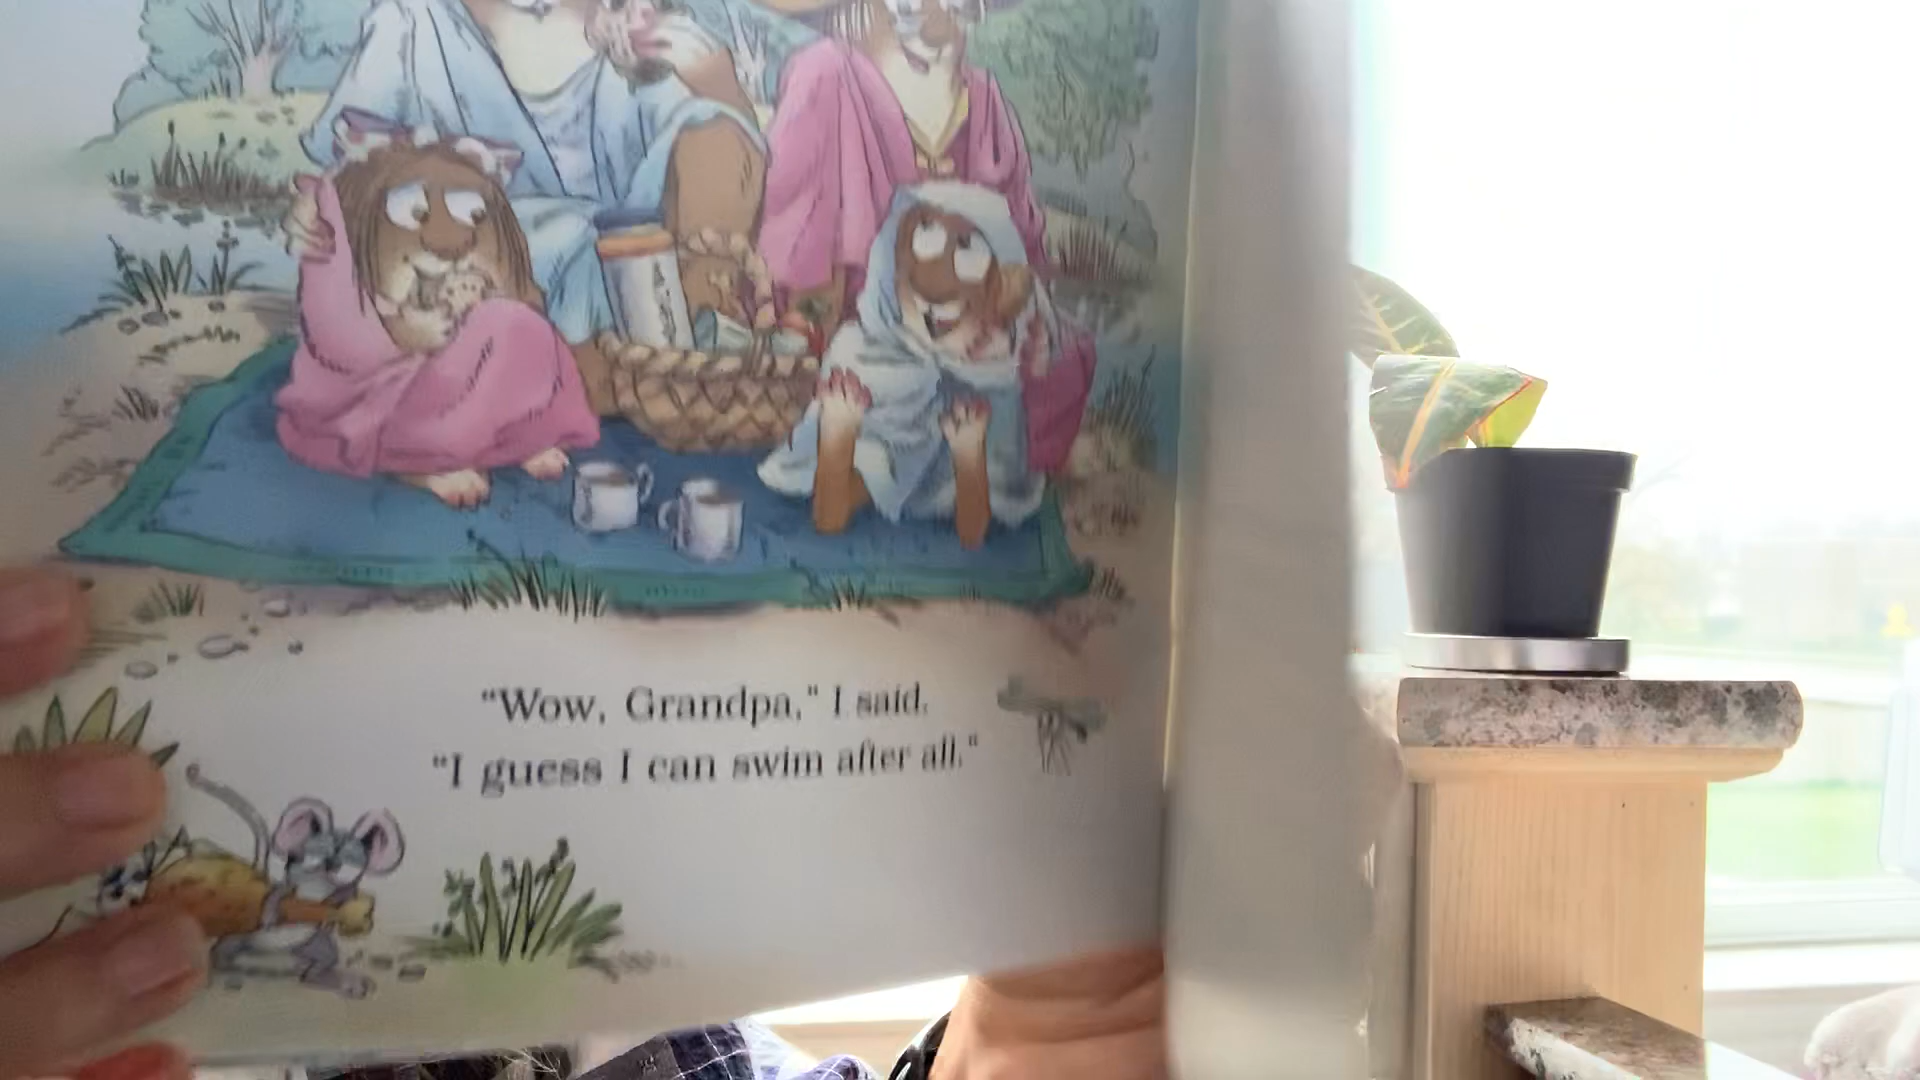 “Wow, Grandpa,” I said.
“I guess I can swim after all.”